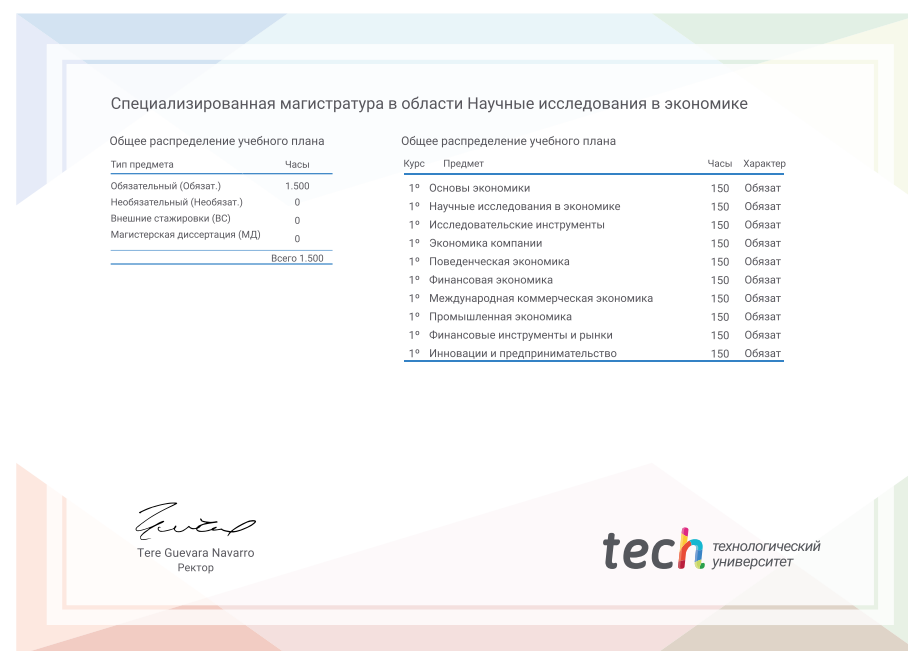 Специализированная магистратура в области Научные исследования в экономике
Общее распределение учебного плана
Тип предмета Часы
Обязательный (Обязат.) 1.500
Необязательный (Необязат.) 0
Внешние стажировки (ВС) 0
Магистерская диссертация (МД) 0
Всего 1.500
Общее распределение учебного плана
Курс Предмет Часы Характер
1º Основы экономики 150 Обязат
1º Научные исследования в экономике 150 Обязат
1º Исследовательские инструменты 150 Обязат
1º Экономика компании 150 Обязат
1º Поведенческая экономика 150 Обязат
1º Финансовая экономика 150 Обязат
1º Международная коммерческая экономика 150 Обязат
1º Промышленная экономика 150 Обязат
1º Финансовые инструменты и рынки 150 Обязат
1º Инновации и предпринимательство 150 Обязат
Tere Guevara Navarro
Ректор
tech технологический
университет